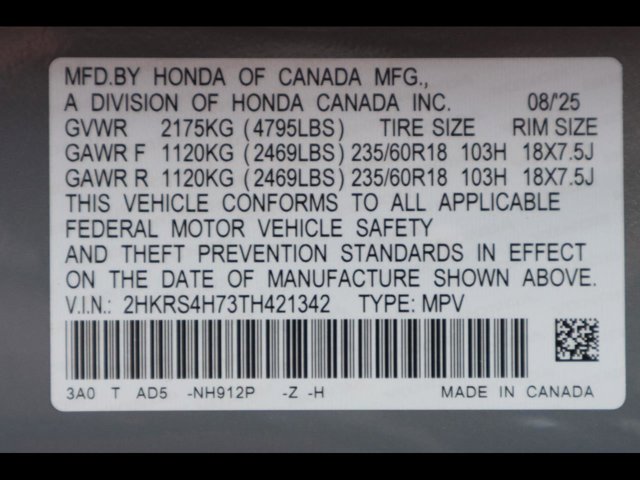 MFD.BY HONDA OF CANADA MFG.,
A DIVISION OF HONDA CANADA INC. 08/'25
GVWR 2175KG (4795LBS) TIRE SIZE RIM SIZE
GAWR F 1120KG (2469LBS) 235/60R18 103H 18X7.5J
GAWR R 1120KG (2469LBS) 235/60R18 103H 18X7.5J
THIS VEHICLE CONFORMS TO ALL APPLICABLE
FEDERAL MOTOR VEHICLE SAFETY
AND THEFT PREVENTION STANDARDS IN EFFECT
ON THE DATE OF MANUFACTURE SHOWN ABOVE.
V.I.N.: 2HKRS4H73TH421342 TYPE: MPV
3A0 T AD5 -NH912P -Z -H MADE IN CANADA